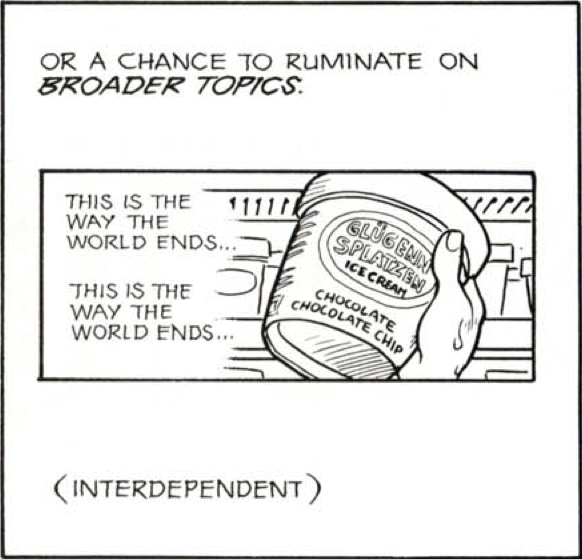 OR A CHANCE TO RUMINATE ON
BROADER TOPICS.
THIS IS THE
WAY THE
WORLD ENDS...
THIS IS THE
WAY THE
WORLD ENDS...
GLÜGENN
SPLATZEN
ICE CREAM
CHOCOLATE
CHOCOLATE CHIP
(INTERDEPENDENT)